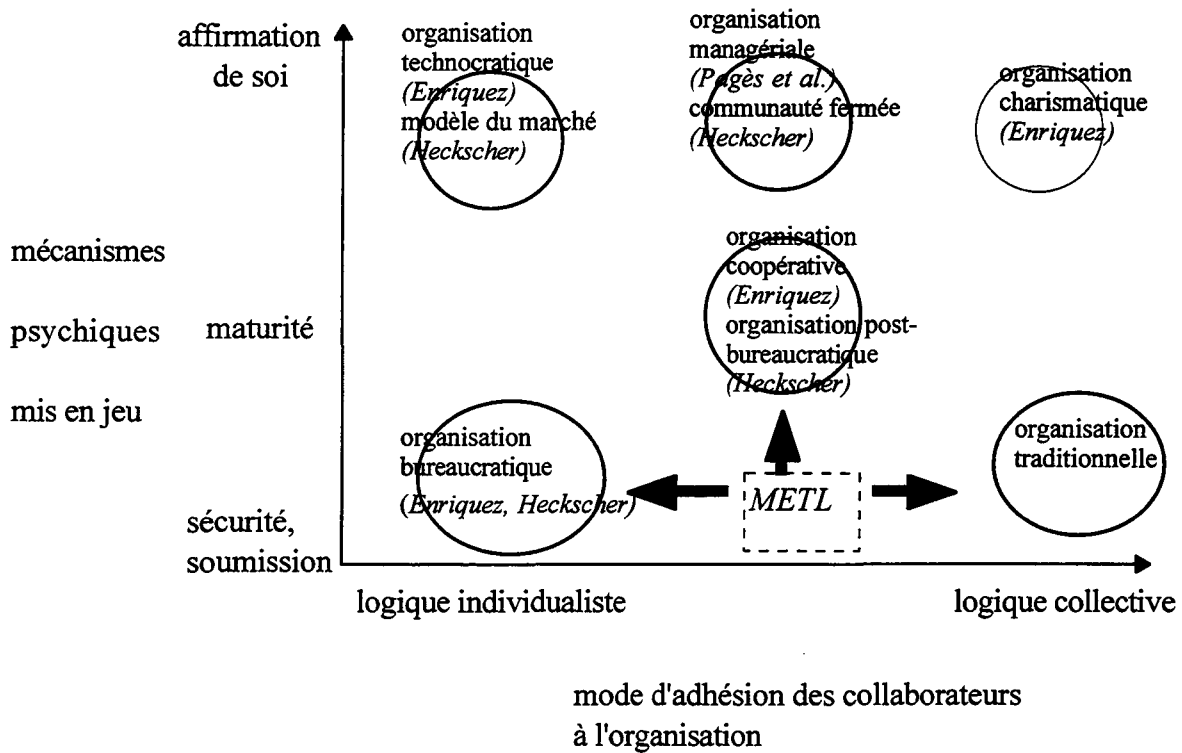 affirmation
de soi
organisation
technocratique
(Enriquez)
modèle du marché
(Heckscher)
organisation
managériale
(Pagès et al.)
communauté fermée
(Heckscher)
organisation
charismatique
(Enriquez)
mécanismes
psychiques
mis en jeu
maturité
organisation
coopérative
(Enriquez)
organisation post-
bureaucratique
(Heckscher)
organisation
bureaucratique
(Enriquez, Heckscher)
METL
organisation
traditionnelle
sécurité,
soumission
logique individualiste
logique collective
mode d'adhésion des collaborateurs
à l'organisation